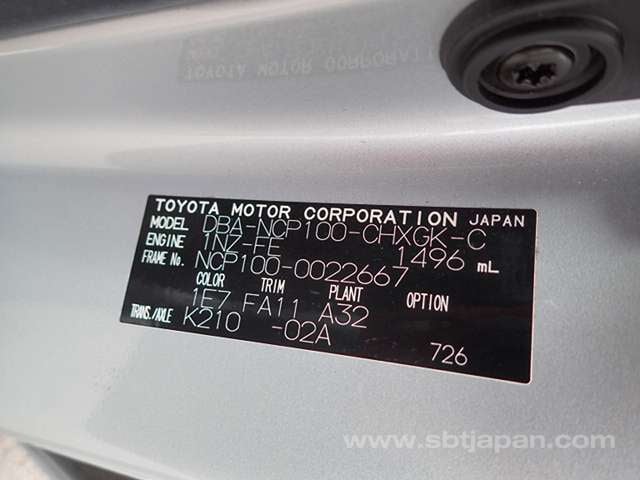 TOYOTA MOTOR CORPORATION JAPAN
MODEL DBA-NCP100-CHXGK-C
ENGINE 1NZ-FE 1496 mL
FRAME No. NCP100-0022667
COLOR TRIM PLANT OPTION
1E7 FA11 A32
TRANS./AXLE K210 -02A
726
www.sbtjapan.com